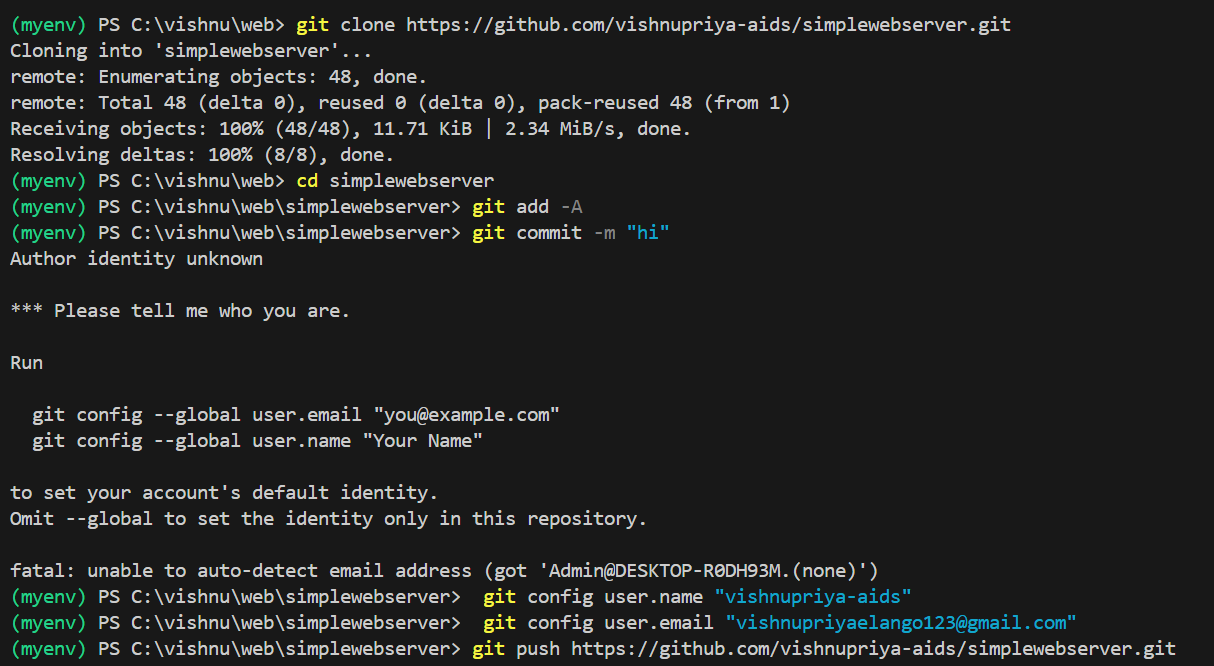 (myenv) PS C:\vishnu\web> git clone https://github.com/vishnupriya-aids/simplewebserver.git
Cloning into 'simplewebserver'...
remote: Enumerating objects: 48, done.
remote: Total 48 (delta 0), reused 0 (delta 0), pack-reused 48 (from 1)
Receiving objects: 100% (48/48), 11.71 KiB | 2.34 MiB/s, done.
Resolving deltas: 100% (8/8), done.
(myenv) PS C:\vishnu\web> cd simplewebserver
(myenv) PS C:\vishnu\web\simplewebserver> git add -A
(myenv) PS C:\vishnu\web\simplewebserver> git commit -m "hi"
Author identity unknown
*** Please tell me who you are.
Run
  git config --global user.email "you@example.com"
  git config --global user.name "Your Name"
to set your account's default identity.
Omit --global to set the identity only in this repository.
fatal: unable to auto-detect email address (got 'Admin@DESKTOP-R0DH93M.(none)')
(myenv) PS C:\vishnu\web\simplewebserver>  git config user.name "vishnupriya-aids"
(myenv) PS C:\vishnu\web\simplewebserver>  git config user.email "vishnupriyaelango123@gmail.com"
(myenv) PS C:\vishnu\web\simplewebserver> git push https://github.com/vishnupriya-aids/simplewebserver.git